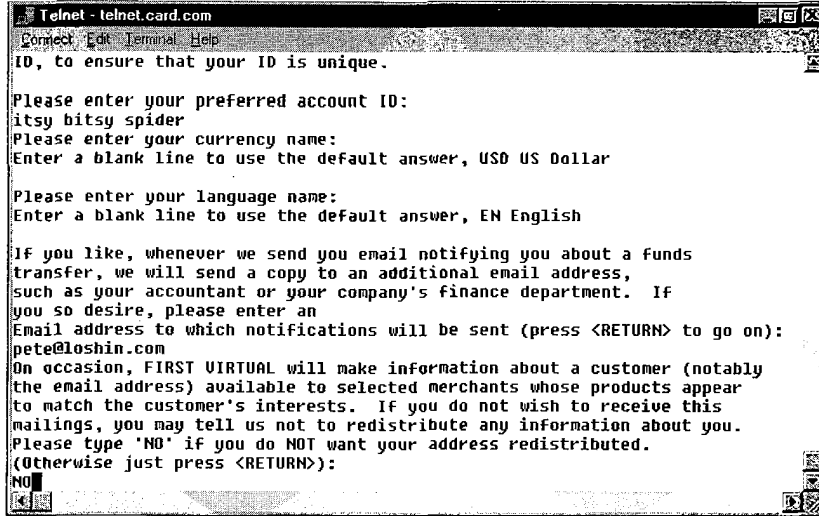 Telnet - telnet.card.com
Connect Edit Terminal Help
ID, to ensure that your ID is unique.
Please enter your preferred account ID:
itsy bitsy spider
Please enter your currency name:
Enter a blank line to use the default answer, USD US Dollar
Please enter your language name:
Enter a blank line to use the default answer, EN English
If you like, whenever we send you email notifying you about a funds
transfer, we will send a copy to an additional email address,
such as your accountant or your company's finance department.  If
you so desire, please enter an
Email address to which notifications will be sent (press <RETURN> to go on):
pete@loshin.com
On occasion, FIRST VIRTUAL will make information about a customer (notably
the email address) available to selected merchants whose products appear
to match the customer's interests.  If you do not wish to receive this
mailings, you may tell us not to redistribute any information about you.
Please type 'NO' if you do NOT want your address redistributed.
(Otherwise just press <RETURN>):
NO